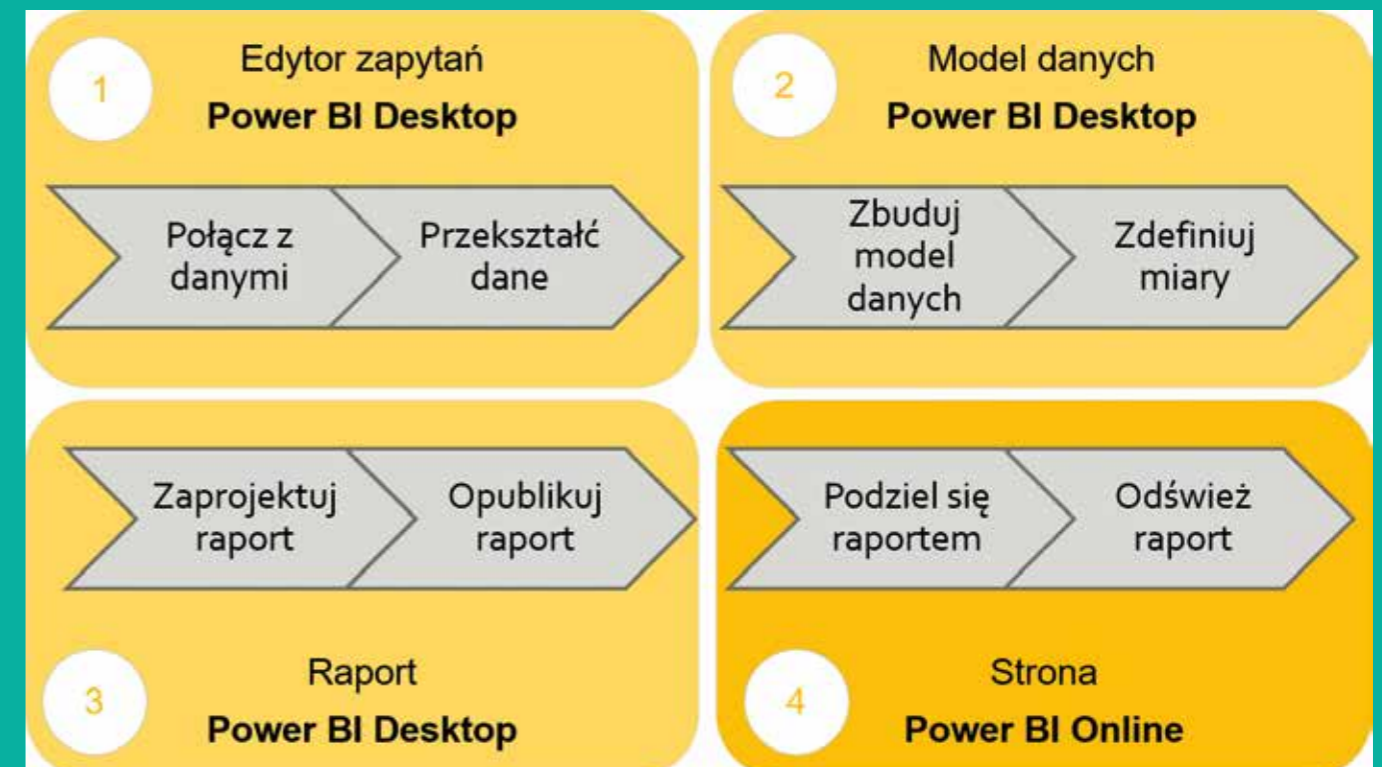 1
Edytor zapytań
Power BI Desktop
Połącz z
danymi
Przekształć
dane
2
Model danych
Power BI Desktop
Zbuduj
model
danych
Zdefiniuj
miary
Zaprojektuj
raport
Opublikuj
raport
3
Raport
Power BI Desktop
Podziel się
raportem
Odśwież
raport
4
Strona
Power BI Online